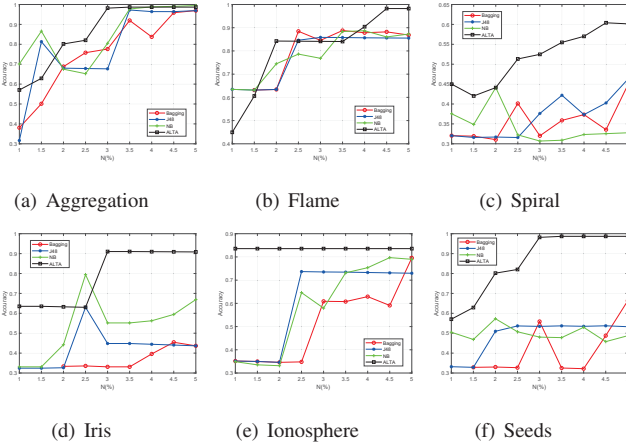 1
0.9
0.8
0.7
0.6
0.5
0.4
0.3
Accuracy
1 1.5 2 2.5 3 3.5 4 4.5 5
N(%)
Bagging
J48
NB
ALTA
(a) Aggregation
1
0.9
0.8
0.7
0.6
0.5
0.4
Accuracy
1 1.5 2 2.5 3 3.5 4 4.5 5
N(%)
Bagging
J48
NB
ALTA
(b) Flame
0.65
0.6
0.55
0.5
0.45
0.4
0.35
0.3
Accuracy
1 1.5 2 2.5 3 3.5 4 4.5
N(%)
Bagging
J48
NB
ALTA
(c) Spiral
1
0.9
0.8
0.7
0.6
0.5
0.4
0.3
Accuracy
1 1.5 2 2.5 3 3.5 4 4.5 5
N(%)
Bagging
J48
NB
ALTA
(d) Iris
0.9
0.8
0.7
0.6
0.5
0.4
0.3
Accuracy
1 1.5 2 2.5 3 3.5 4 4.5 5
N(%)
Bagging
J48
NB
ALTA
(e) Ionosphere
1
0.9
0.8
0.7
0.6
0.5
0.4
0.3
Accuracy
1 1.5 2 2.5 3 3.5 4 4.5
N(%)
Bagging
J48
NB
ALTA
(f) Seeds